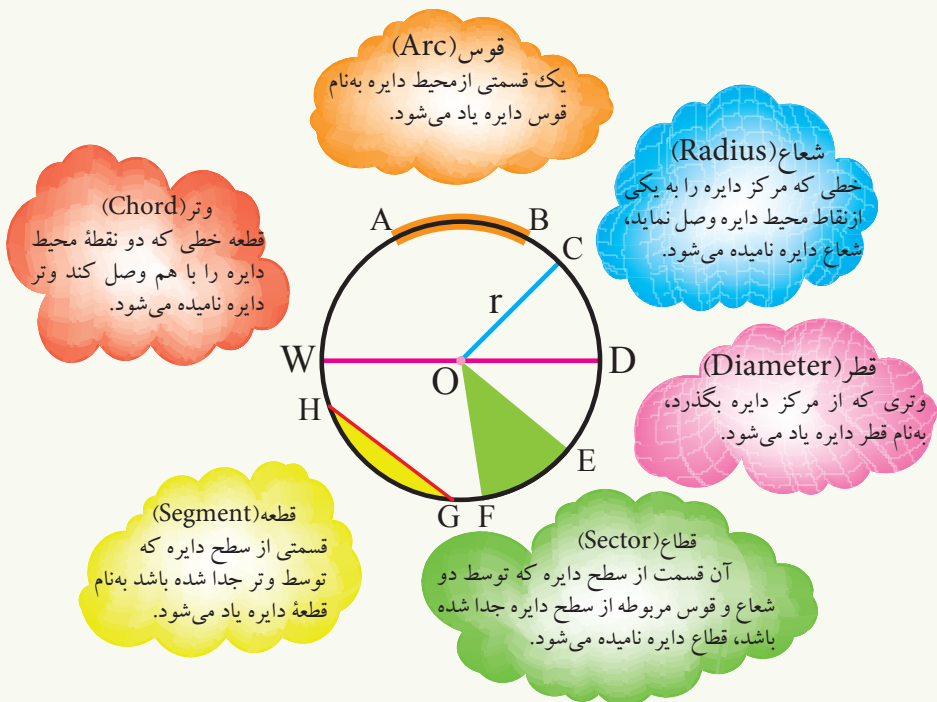 قوس(Arc)
یک قسمتی ازمحیط دایره به‌نام
قوس دایره یاد می‌شود.
شعاع(Radius)
خطی که مرکز دایره را به یکی
ازنقاط محیط دایره وصل نماید،
شعاع دایره نامیده می‌شود.
وتر(Chord)
قطعه خطی که دو نقطۀ محیط
دایره را با هم وصل کند وتر
دایره نامیده می‌شود.
A
B
C
r
W
O
D
H
E
G
F
قطر(Diameter)
وتری که از مرکز دایره بگذرد،
به‌نام قطر دایره یاد می‌شود.
قطعه(Segment)
قسمتی از سطح دایره که
توسط وتر جدا شده باشد به‌نام
قطعۀ دایره یاد می‌شود.
قطاع(Sector)
آن قسمت از سطح دایره که توسط دو
شعاع و قوس مربوطه از سطح دایره جدا شده
باشد، قطاع دایره نامیده می‌شود.